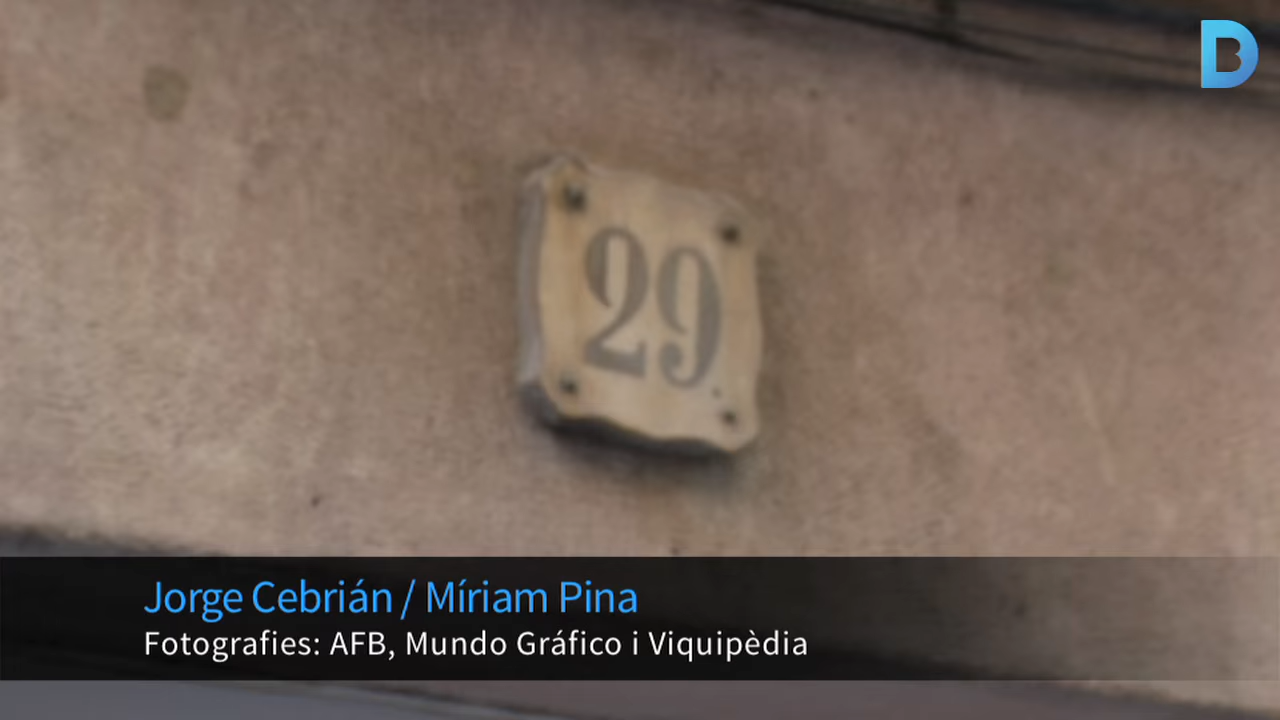 29.
Jorge Cebrián / Míriam Pina
Fotografies: AFB, Mundo Gráfico i Viquipèdia